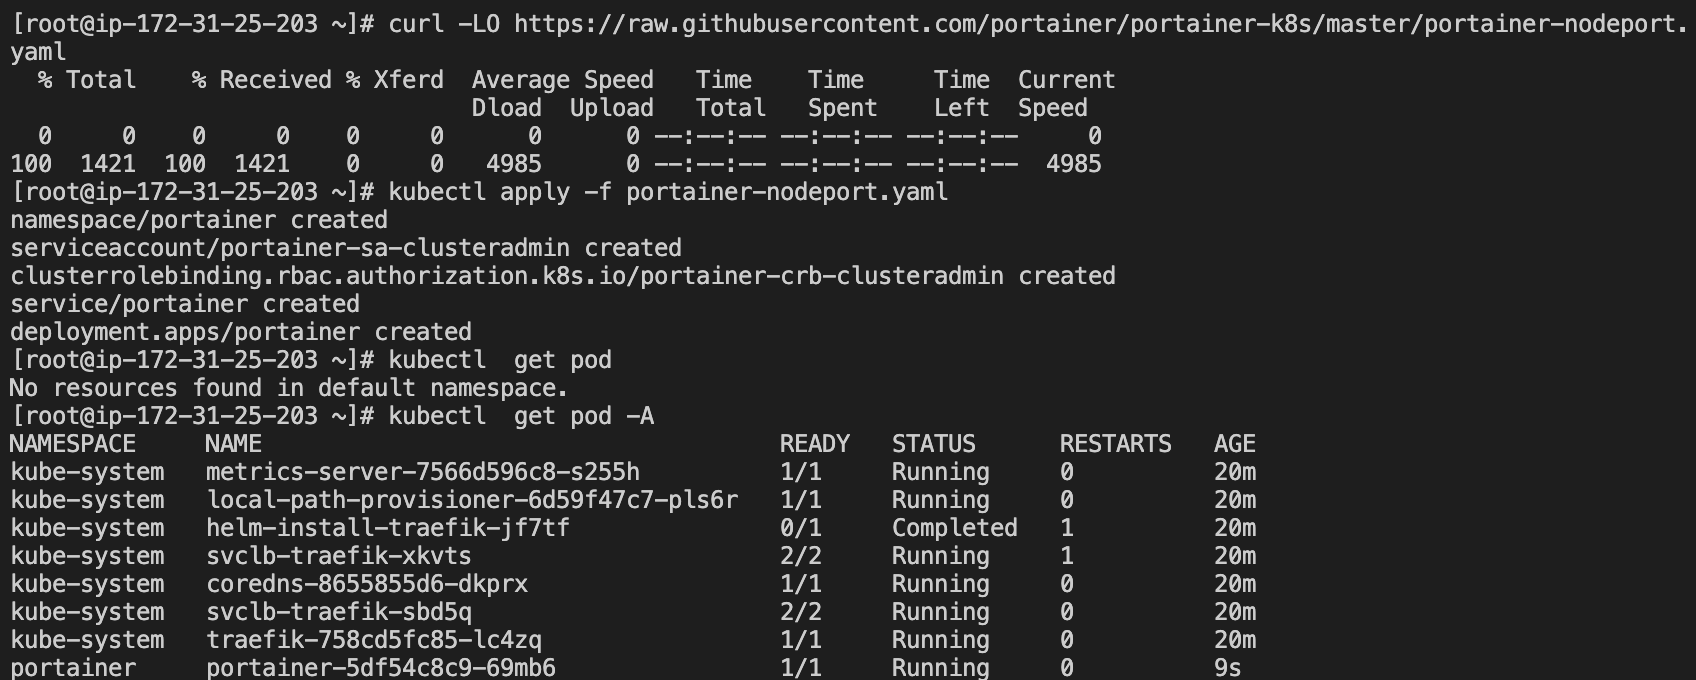 [root@ip-172-31-25-203 ~]# curl -LO https://raw.githubusercontent.com/portainer/portainer-k8s/master/portainer-nodeport.
yaml
  % Total    % Received % Xferd  Average Speed   Time    Time     Time  Current
                                 Dload  Upload   Total   Spent    Left  Speed
  0     0    0     0    0     0      0      0 --:--:-- --:--:-- --:--:--     0
100  1421  100  1421    0     0   4985      0 --:--:-- --:--:-- --:--:--  4985
[root@ip-172-31-25-203 ~]# kubectl apply -f portainer-nodeport.yaml
namespace/portainer created
serviceaccount/portainer-sa-clusteradmin created
clusterrolebinding.rbac.authorization.k8s.io/portainer-crb-clusteradmin created
service/portainer created
deployment.apps/portainer created
[root@ip-172-31-25-203 ~]# kubectl  get pod
No resources found in default namespace.
[root@ip-172-31-25-203 ~]# kubectl  get pod -A
NAMESPACE     NAME                                     READY   STATUS      RESTARTS   AGE
kube-system   metrics-server-7566d596c8-s255h          1/1     Running     0          20m
kube-system   local-path-provisioner-6d59f47c7-pls6r   1/1     Running     0          20m
kube-system   helm-install-traefik-jf7tf               0/1     Completed   1          20m
kube-system   svclb-traefik-xkvts                      2/2     Running     1          20m
kube-system   coredns-8655855d6-dkprx                  1/1     Running     0          20m
kube-system   svclb-traefik-sbd5q                      2/2     Running     0          20m
kube-system   traefik-758cd5fc85-lc4zq                 1/1     Running     0          20m
portainer     portainer-5df54c8c9-69mb6                1/1     Running     0          9s